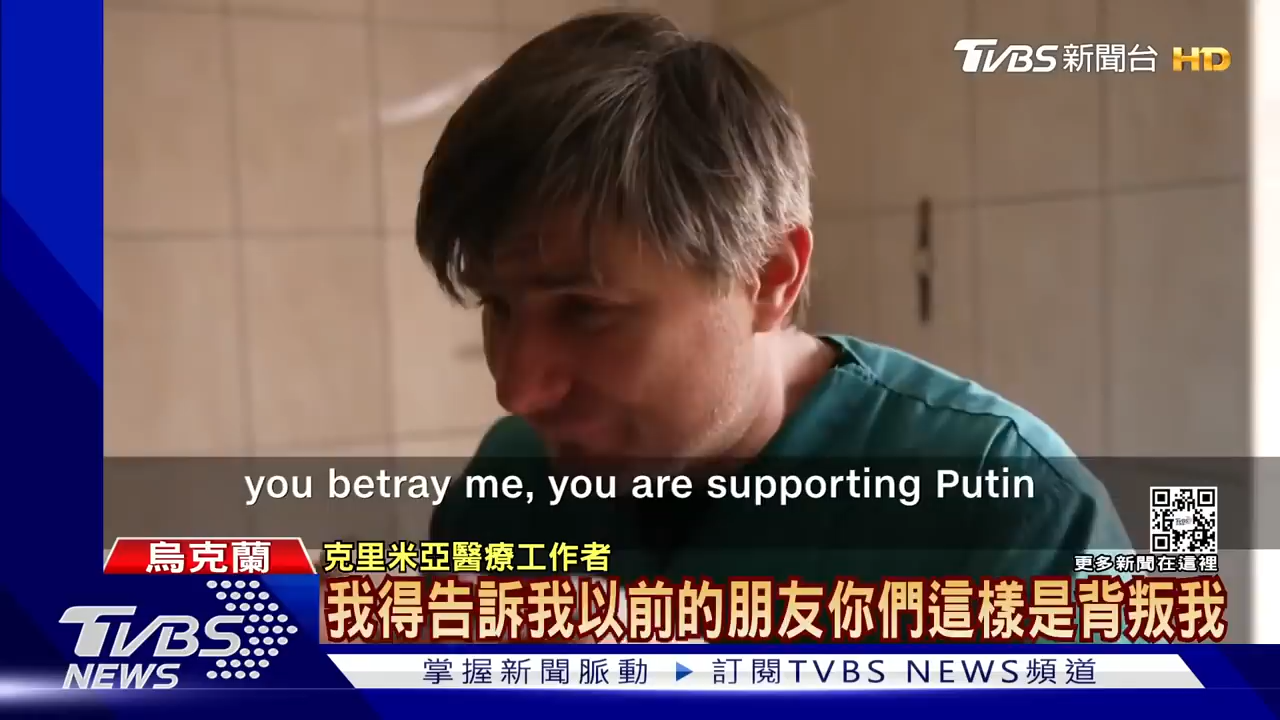 TVBS新聞台 HD
you betray me, you are supporting Putin
更多新聞在這裡
烏克蘭
克里米亞醫療工作者
我得告訴我以前的朋友你們這樣是背叛我
TVBS
NEWS
掌握新聞脈動 ▶ 訂閱TVBS NEWS頻道